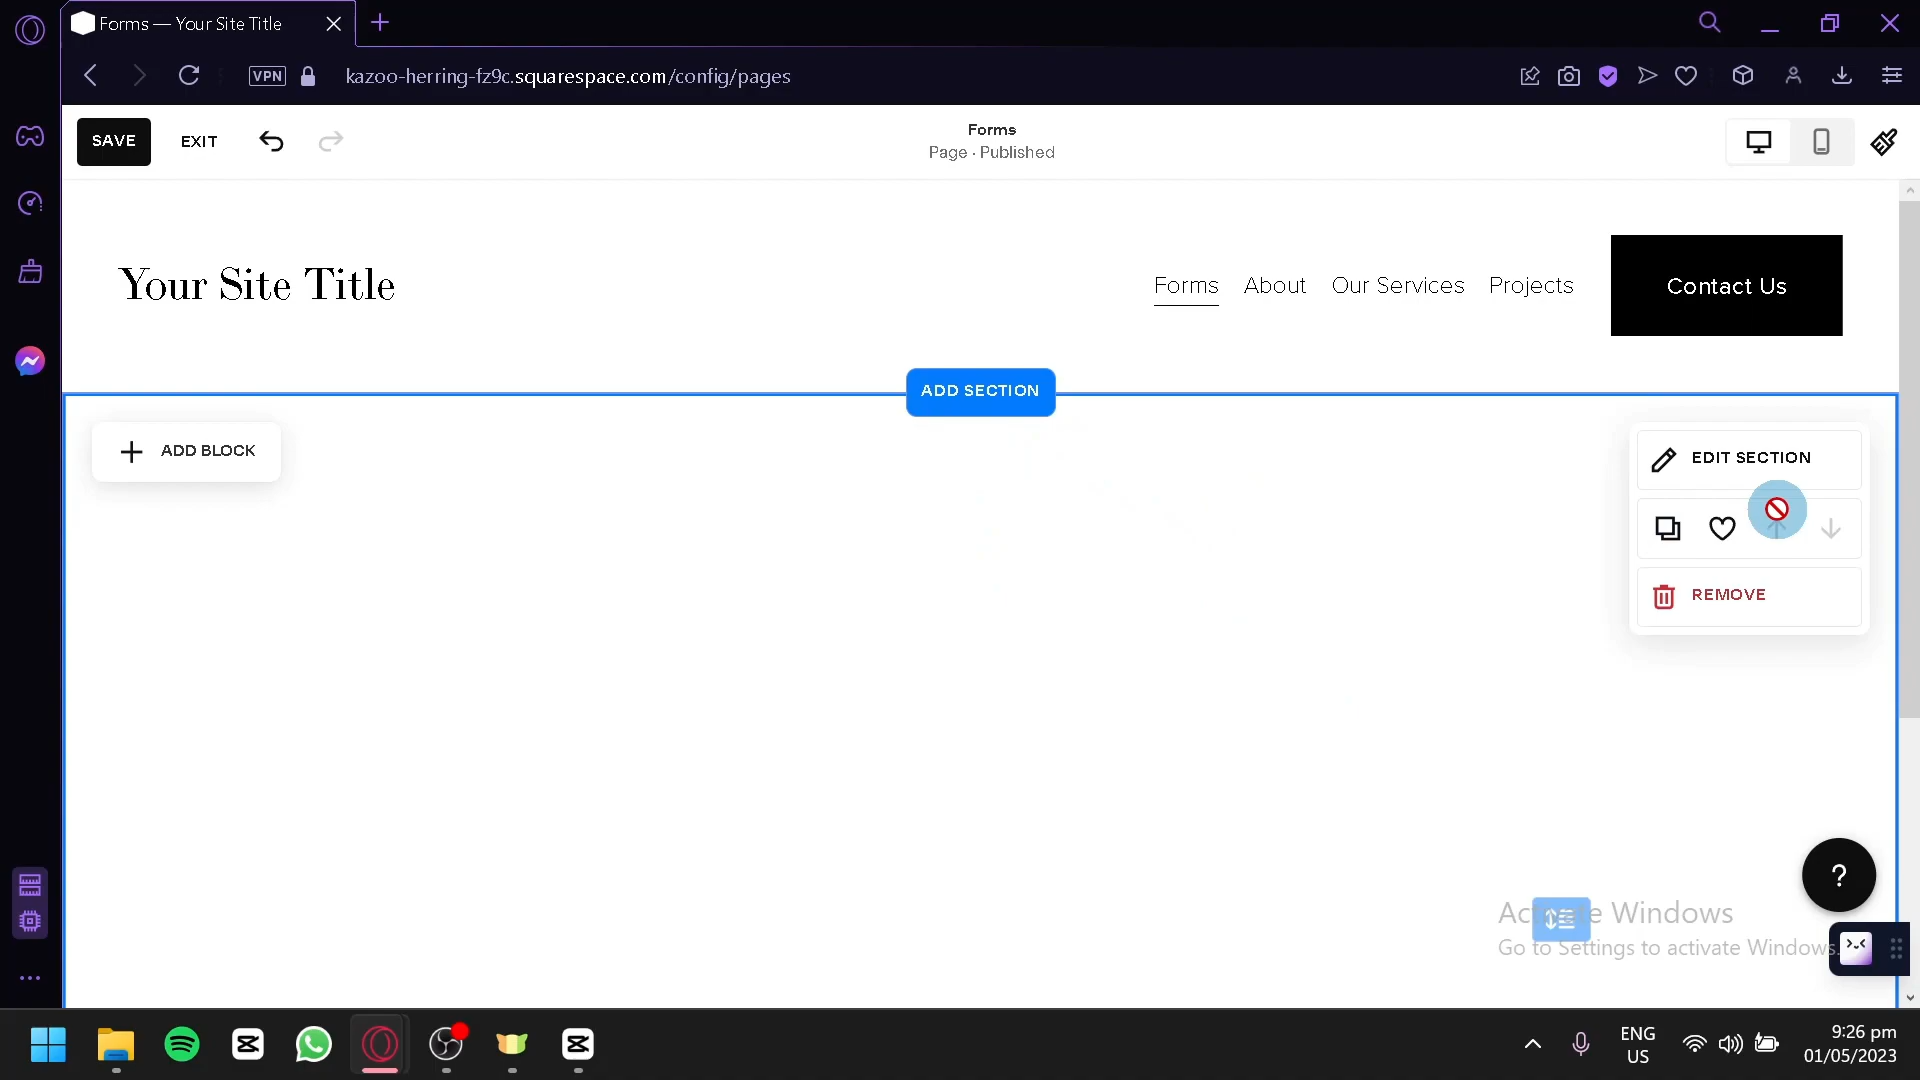 Forms — Your Site Title
VPN
kazoo-herring-fz9c.squarespace.com/config/pages
SAVE
EXIT
Forms
Page · Published
Your Site Title
Forms
About
Our Services
Projects
Contact Us
ADD SECTION
ADD BLOCK
EDIT SECTION
REMOVE
?
Activate Windows
Go to Settings to activate Windows.
ENG
US
9:26 pm
01/05/2023